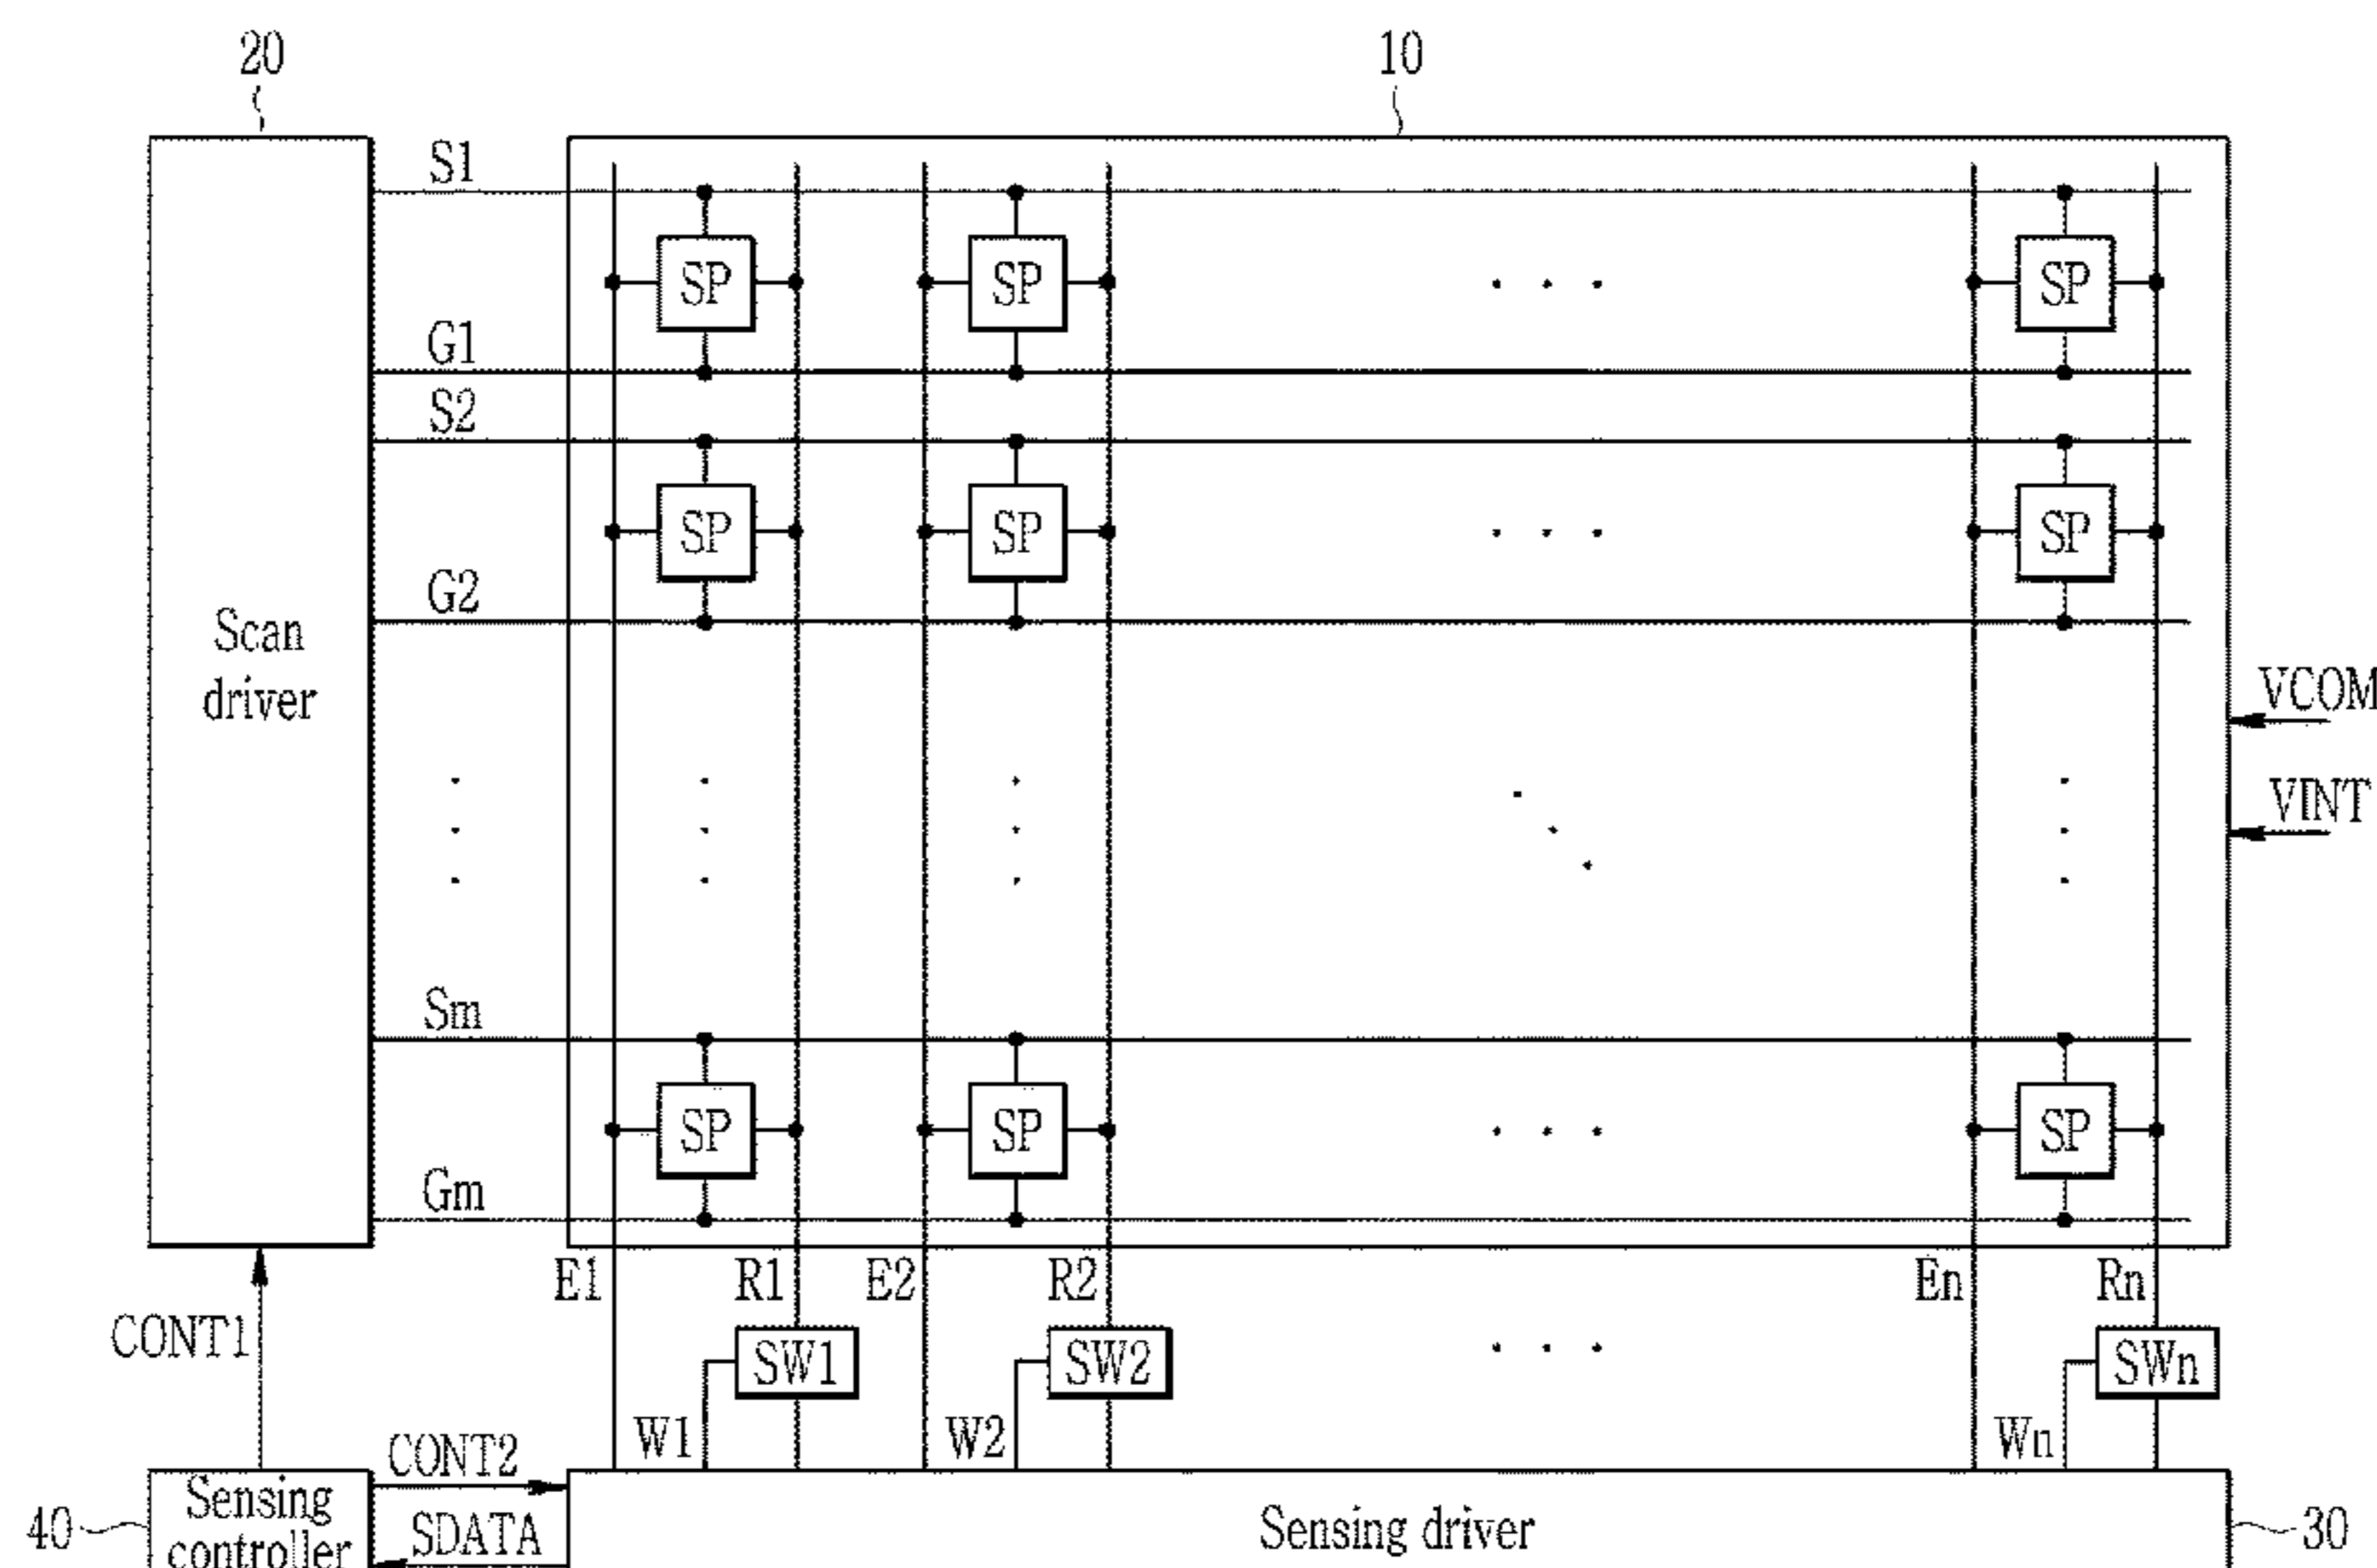 20
10
S1
SP SP SP
G1
S2
SP SP SP
G2
Scan
driver
VCOM
VINT
Sm
SP SP SP
Gm
E1 R1 E2 R2 En Rn
CONT1
SW1 SW2 SWn
W1 W2 Wn
CONT2
Sensing
controller
40
SDATA
Sensing driver
30